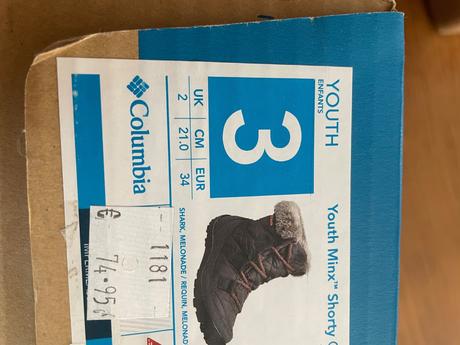 YOUTH
ENFANTS
3
UK CM EUR
2 21.0 34
Columbia
Youth Minx™ Shorty
SHARK, MELONADE / REQUIN, MELONAD
1181
€ 74.95